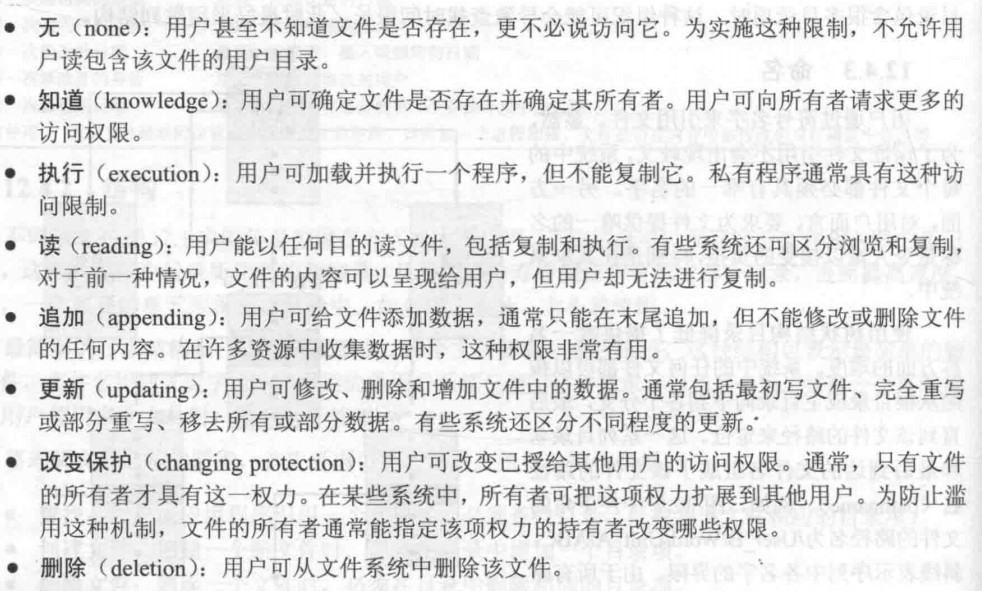 ● 无（none)：用户甚至不知道文件是否存在，更不必说访问它。为实施这种限制，不允许用
户读包含该文件的用户目录。
● 知道（knowledge)：用户可确定文件是否存在并确定其所有者。用户可向所有者请求更多的
访问权限。
● 执行（execution)：用户可加载并执行一个程序，但不能复制它。私有程序通常具有这种访
问限制。
● 读（reading)：用户能以任何目的读文件，包括复制和执行。有些系统还可区分浏览和复制，
对于前一种情况，文件的内容可以呈现给用户，但用户却无法进行复制。
● 追加（appending)：用户可给文件添加数据，通常只能在末尾追加，但不能修改或删除文件
的任何内容。在许多资源中收集数据时，这种权限非常有用。
● 更新（updating)：用户可修改、删除和增加文件中的数据。通常包括最初写文件、完全重写
或部分重写、移去所有或部分数据。有些系统还区分不同程度的更新。
● 改变保护（changing protection)：用户可改变已授给其他用户的访问权限。通常，只有文件
的所有者才具有这一权力。在某些系统中，所有者可把这项权力扩展到其他用户。为防止滥
用这种机制，文件的所有者通常能指定该项权力的持有者改变哪些权限。
● 删除（deletion)：用户可从文件系统中删除该文件。